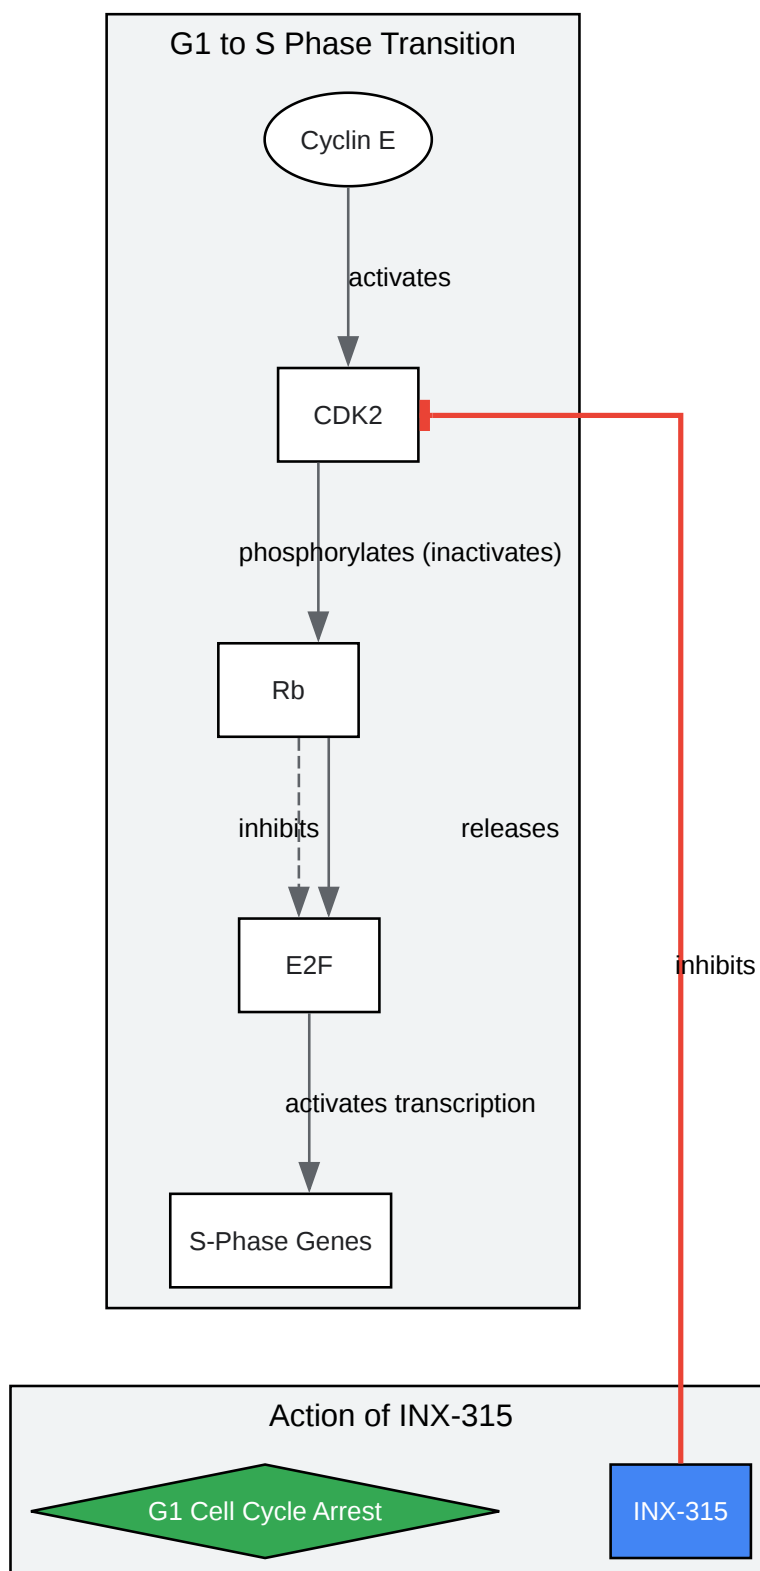 G1 to S Phase Transition
Cyclin E
activates
CDK2
phosphorylates (inactivates)
Rb
inhibits
releases
E2F
inhibits
activates transcription
S-Phase Genes
Action of INX-315
G1 Cell Cycle Arrest
INX-315